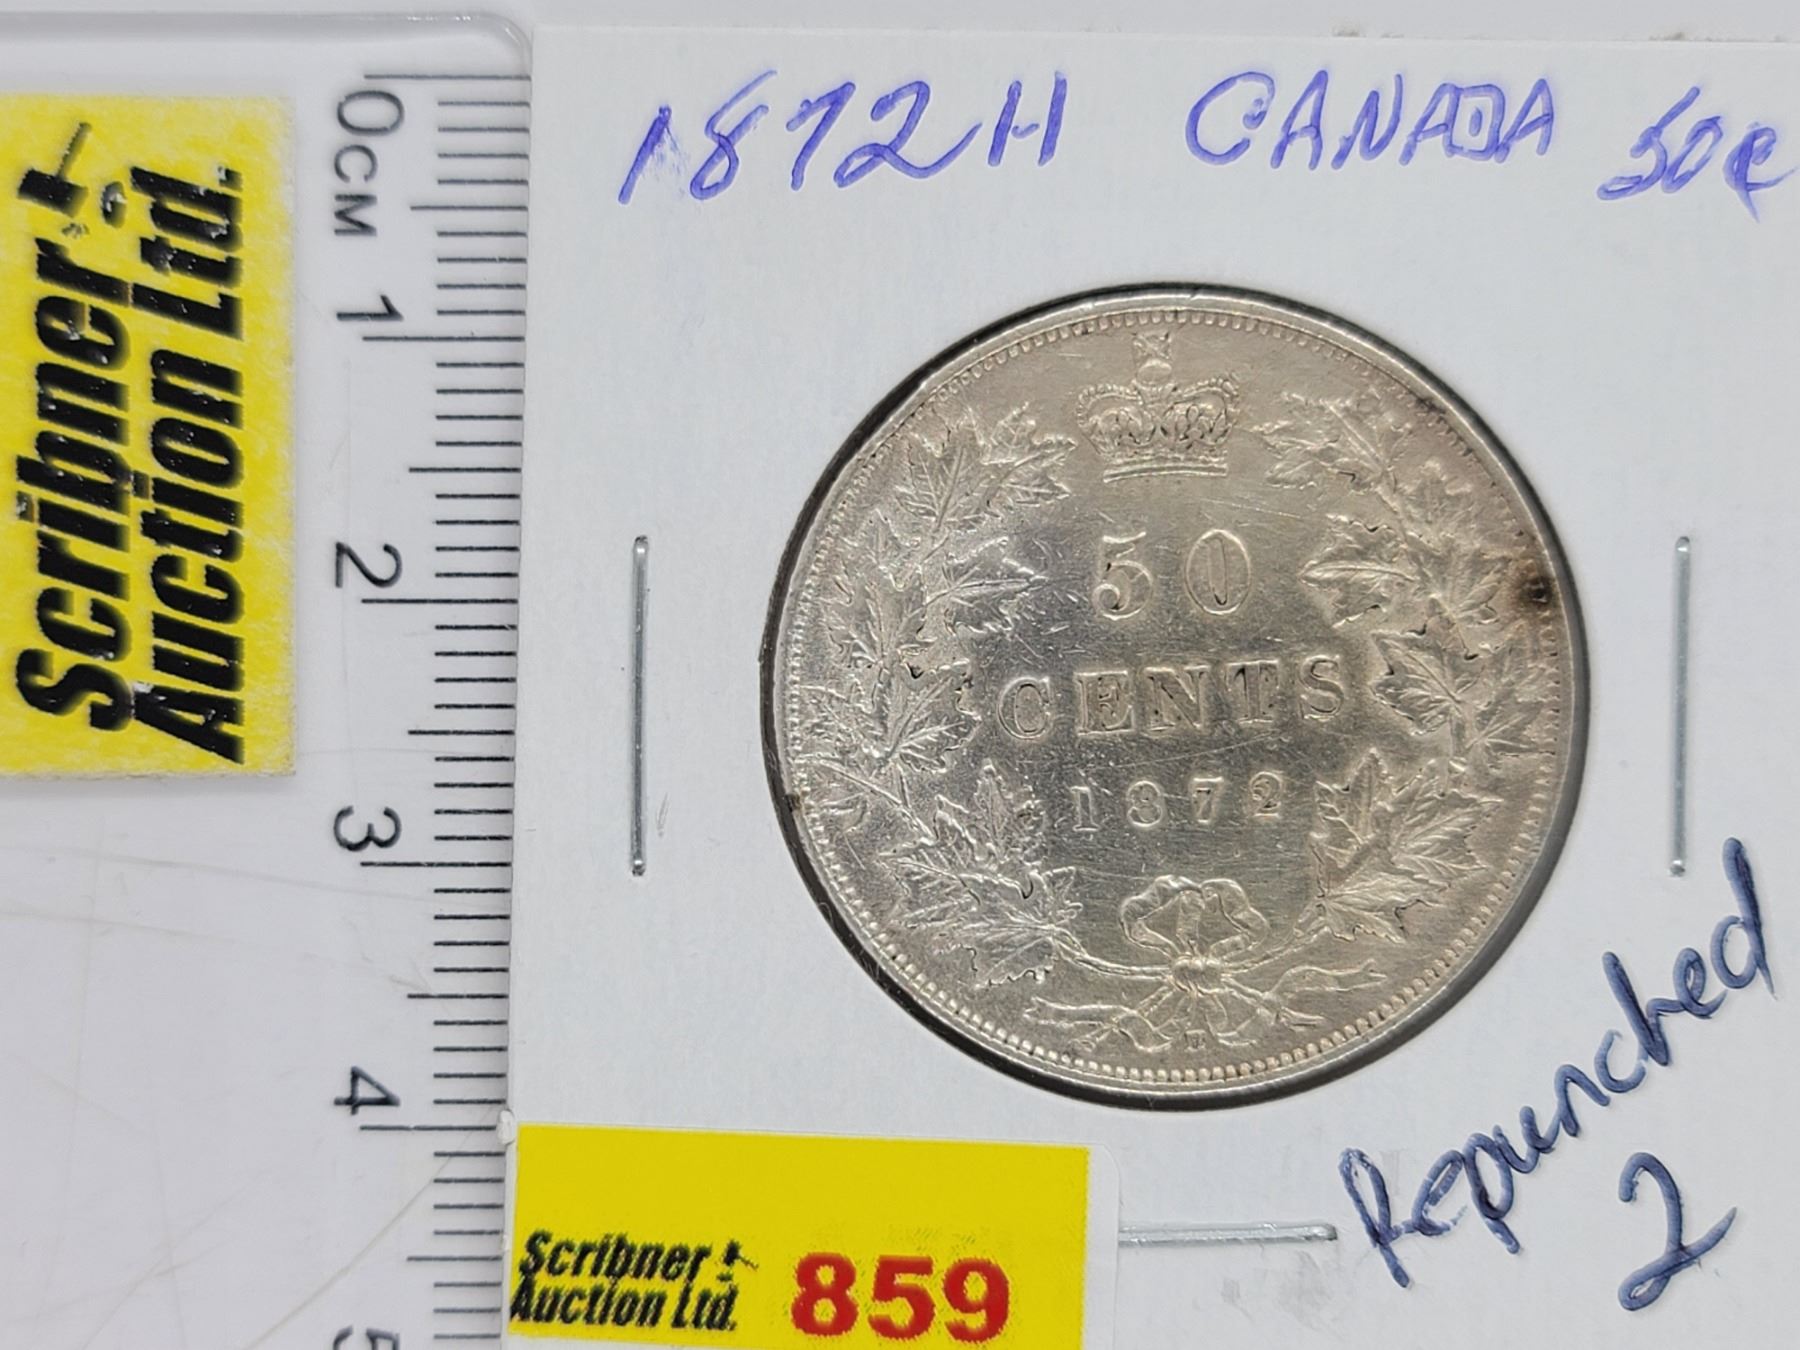 1872H CANADA 50¢
Scribner
Auction Ltd.
0CM
1
2
3
4
5
50
CENTS
1872
H
Repunched
2
Scribner
Auction Ltd.
859